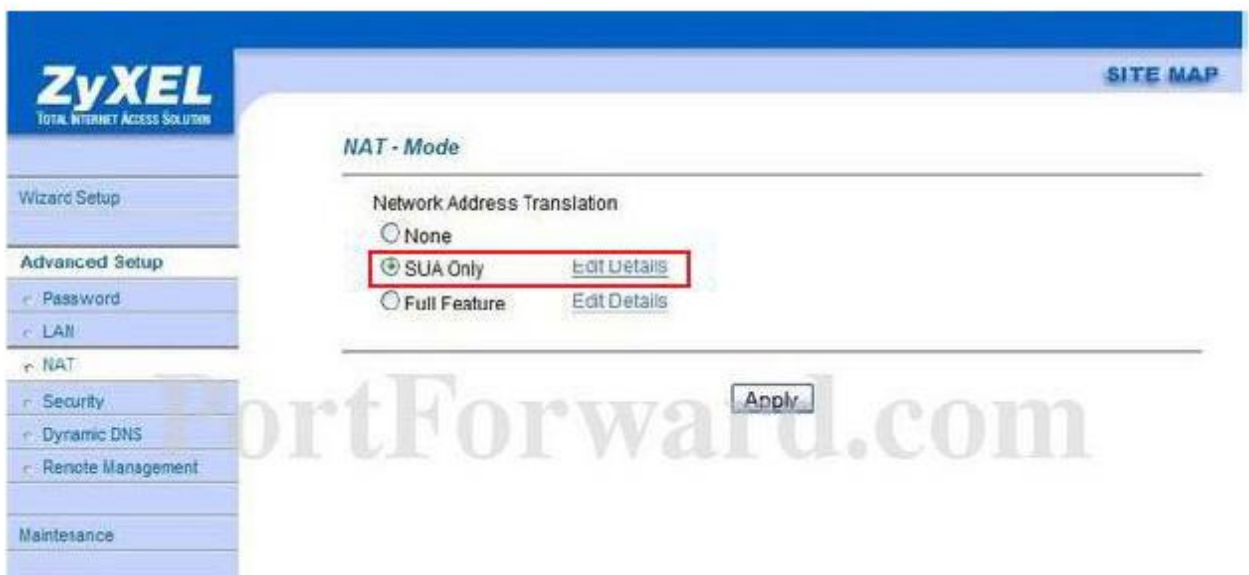 ZyXEL
TOTAL INTERNET ACCESS SOLUTION
SITE MAP
NAT - Mode
Wizard Setup
Network Address Translation
None
Advanced Setup
SUA Only Edit Details
Password
Full Feature Edit Details
LAN
NAT
Security
Apply
PortForward.com
Dynamic DNS
Remote Management
Maintenance